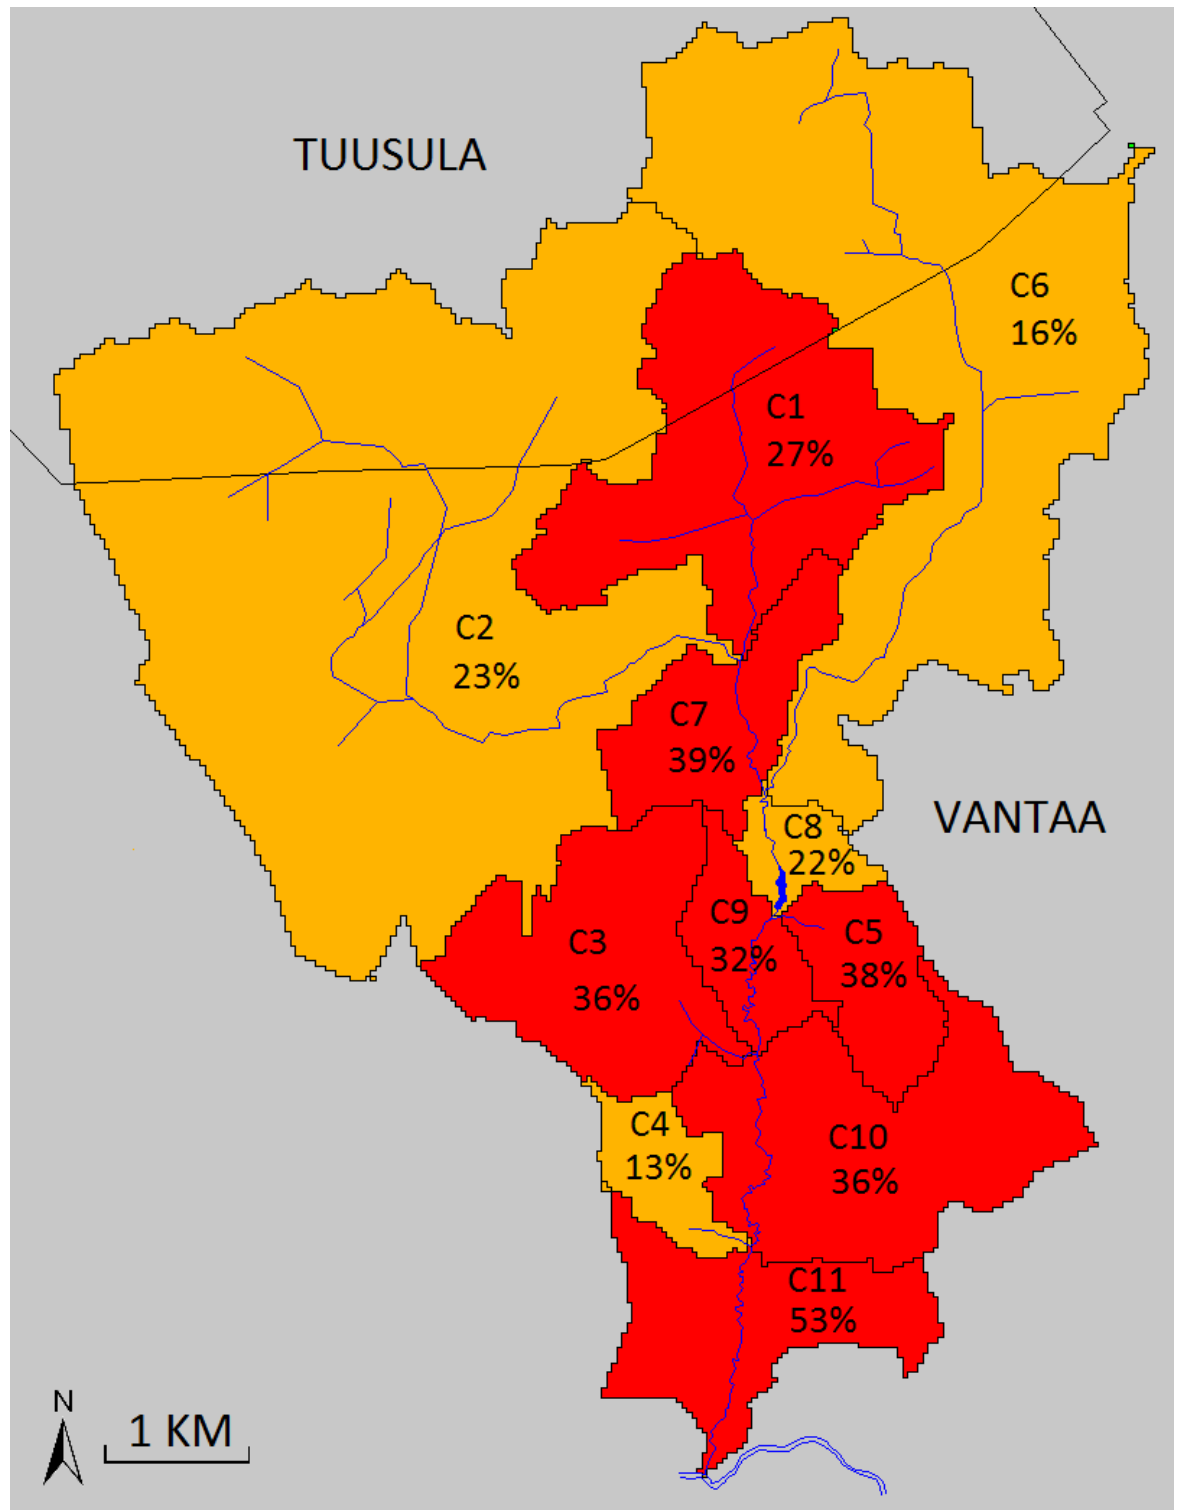 TUUSULA
C6
16%
C1
27%
C2
23%
C7
39%
VANTAA
C8
22%
C9
32%
C5
38%
C3
36%
C4
13%
C10
36%
C11
53%
N
1 KM